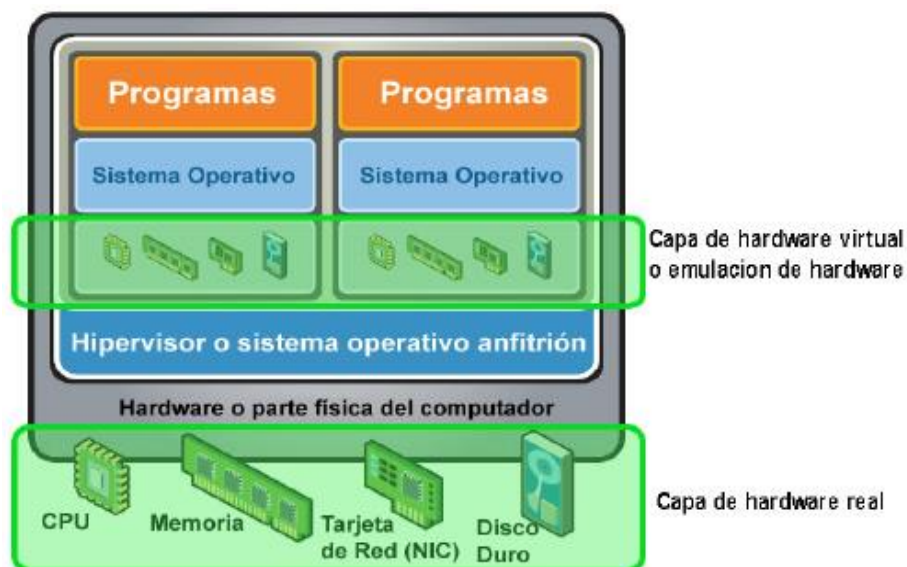 Programas
Programas
Sistema Operativo
Sistema Operativo
Capa de hardware virtual
o emulacion de hardware
Hipervisor o sistema operativo anfitrión
Hardware o parte física del computador
CPU
Memoria
Tarjeta
de Red (NIC)
Disco
Duro
Capa de hardware real